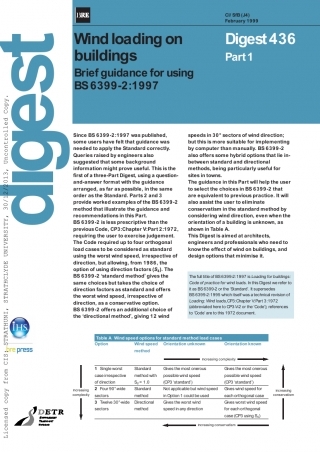 BRE
CI/SfB (J4)
February 1999
Wind loading on
buildings
Brief guidance for using
BS 6399-2:1997
Digest 436
Part 1
digest
Since BS 6399-2:1997 was published,
some users have felt that guidance was
needed to apply the Standard correctly.
Queries raised by engineers also
suggested that some background
information might prove useful. This is the
first of a three-Part Digest, using a question-
and-answer format with the guidance
arranged, as far as possible, in the same
order as the Standard. Parts 2 and 3
provide worked examples of the BS 6399-2
method that illustrate the guidance and
recommendations in this Part.
BS 6399-2 is less prescriptive than the
previous Code, CP3:Chapter V:Part 2:1972,
requiring the user to exercise judgement.
The Code required up to four orthogonal
load cases to be considered as standard
using the worst wind speed, irrespective of
direction, but allowing, from 1986, the
option of using direction factors (S₄). The
BS 6399-2 'standard method' gives the
same choices but takes the choice of
direction factors as standard and offers
the worst wind speed, irrespective of
direction, as a conservative option.
BS 6399-2 offers an additional choice of
the 'directional method', giving 12 wind
speeds in 30° sectors of wind direction;
but this is more suitable for implementing
by computer than manually. BS 6399-2
also offers some hybrid options that lie in-
between standard and directional
methods, being particularly useful for
sites in towns.
The guidance in this Part will help the user
to select the choices in BS 6399-2 that
are equivalent to previous practice. It will
also assist the user to eliminate
conservatism in the standard method by
considering wind direction, even when the
orientation of a building is unknown, as
shown in Table A.
This Digest is aimed at architects,
engineers and professionals who need to
know the effect of wind on buildings, and
design options that minimise it.
The full title of BS 6399-2:1997 is Loading for buildings:
Code of practice for wind loads. In this Digest we refer to
it as BS 6399-2 or the 'Standard'. It supersedes
BS 6399-2:1995 which itself was a technical revision of
Loading: Wind loads, CP3:Chapter V:Part 2:1972
(abbreviated here to CP3:V:2 or the 'Code'); references
to 'Code' are to this 1972 document.
Table A Wind speed options for standard method load cases
Option
Wind speed
method
Orientation unknown
Orientation known
increasing complexity
1 Single worst
case irrespective
of direction
Standard
method with
Sd = 1.0
Gives the most onerous
possible wind speed
(CP3 'standard')
Gives the most onerous
possible wind speed
(CP3 'standard')
2 Four 90°-wide
sectors
Standard
method
Not applicable but wind speed
in Option 1 could be used
Gives wind speed for
each orthogonal case
3 Twelve 30°-wide
sectors
Directional
method
Gives the worst wind
speed in any direction
Gives worst wind speed
for each orthogonal
case (CP3 using S₄)
increasing conservatism
increasing
complexity
increasing
conservatism
IHS
bre press
DETR
Licensed copy from CIS: STRATHUNI, STRATHCLYDE UNIVERSITY, 30/10/2013, Uncontrolled Copy.